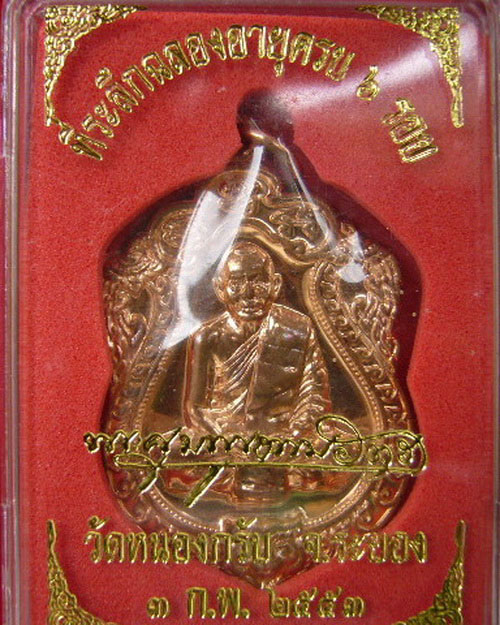 ที่ระลึกฉลองอายุครบ ๖ รอบ
วัดหนองกรับ จ.ระยอง
๓ ก.พ. ๒๕๕๓